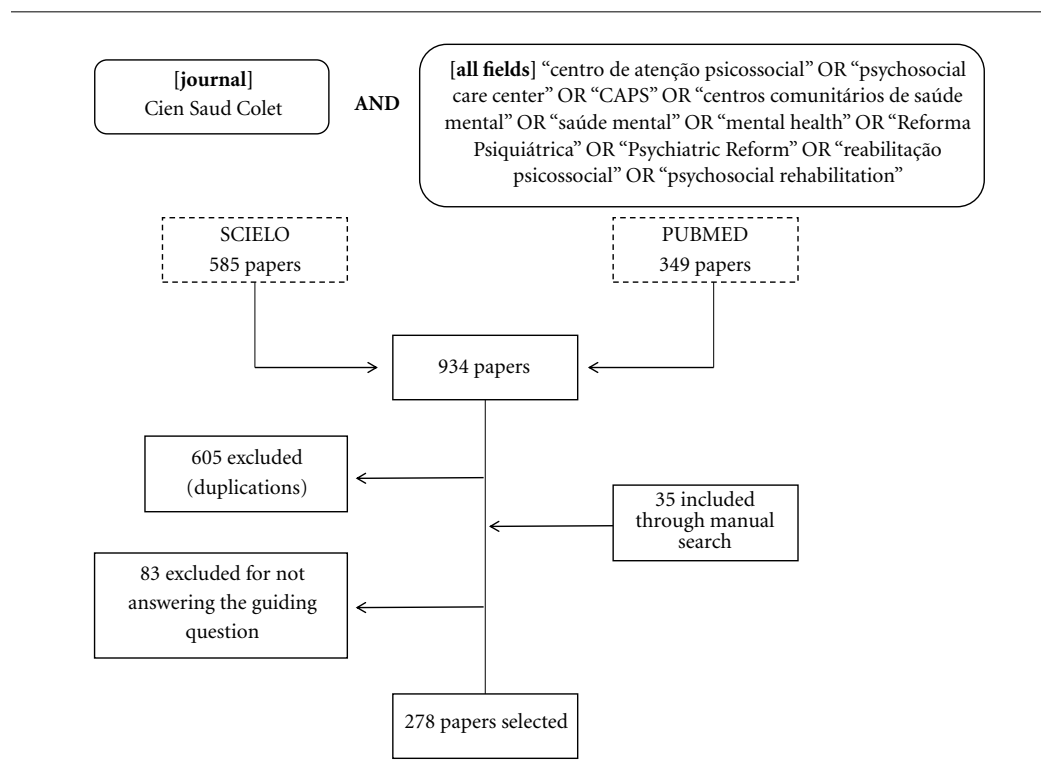 [journal]
Cien Saud Colet
AND
[all fields] “centro de atenção psicossocial” OR “psychosocial
care center” OR “CAPS” OR “centros comunitários de saúde
mental” OR “saúde mental” OR “mental health” OR “Reforma
Psiquiátrica” OR “Psychiatric Reform” OR “reabilitação
psicossocial” OR “psychosocial rehabilitation”
SCIELO
585 papers
PUBMED
349 papers
934 papers
605 excluded
(duplications)
35 included
through manual
search
83 excluded for not
answering the guiding
question
278 papers selected